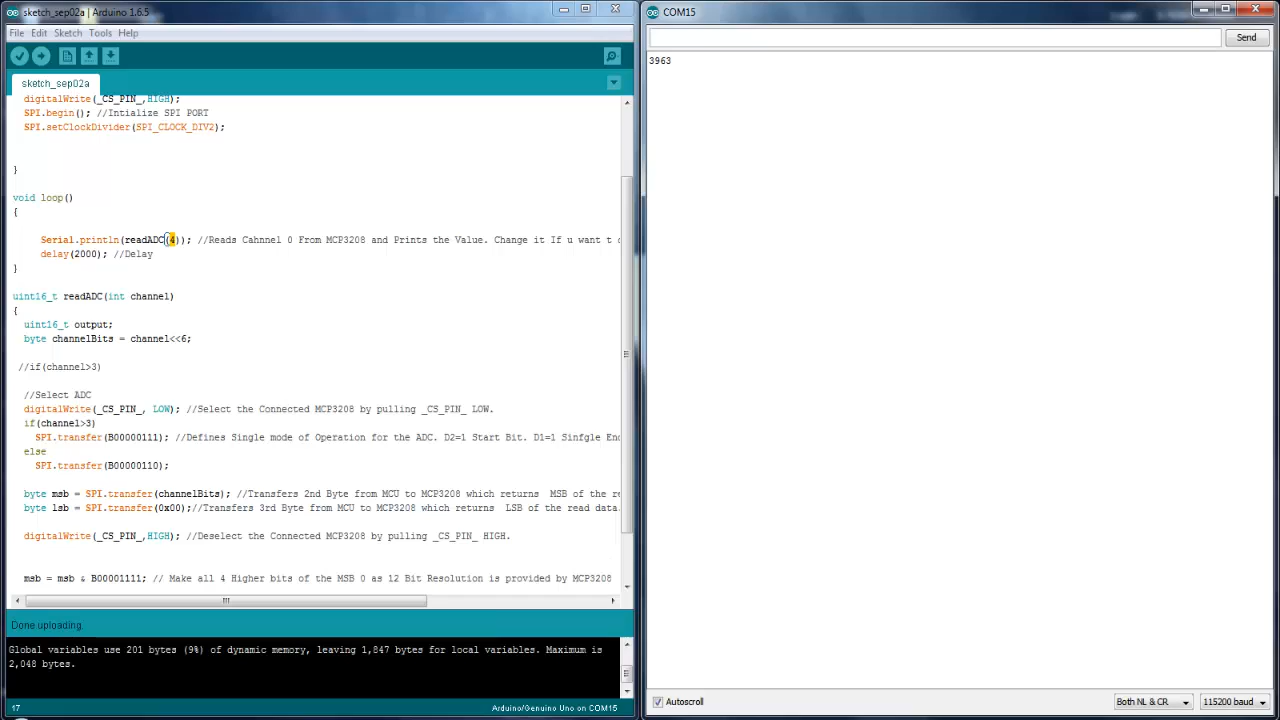 sketch_sep02a | Arduino 1.6.5
File Edit Sketch Tools Help
sketch_sep02a
digitalWrite(_CS_PIN_,HIGH);
SPI.begin(); //Intialize SPI PORT
SPI.setClockDivider(SPI_CLOCK_DIV2);
}
void loop()
{
Serial.println(readADC(4)); //Reads Cahnnel 0 From MCP3208 and Prints the Value. Change it If u want t
delay(2000); //Delay
}
uint16_t readADC(int channel)
{
uint16_t output;
byte channelBits = channel<<6;
//if(channel>3)
//Select ADC
digitalWrite(_CS_PIN_, LOW); //Select the Connected MCP3208 by pulling _CS_PIN_ LOW.
if(channel>3)
SPI.transfer(B00000111); //Defines Single mode of Operation for the ADC. D2=1 Start Bit. D1=1 Sinfgle En
else
SPI.transfer(B00000110);
byte msb = SPI.transfer(channelBits); //Transfers 2nd Byte from MCU to MCP3208 which returns MSB of the re
byte lsb = SPI.transfer(0x00);//Transfers 3rd Byte from MCU to MCP3208 which returns LSB of the read data.
digitalWrite(_CS_PIN_,HIGH); //Deselect the Connected MCP3208 by pulling _CS_PIN_ HIGH.
msb = msb & B00001111; // Make all 4 Higher bits of the MSB 0 as 12 Bit Resolution is provided by MCP3208
Done uploading.
Global variables use 201 bytes (9%) of dynamic memory, leaving 1,847 bytes for local variables. Maximum is
2,048 bytes.
17
Arduino/Genuino Uno on COM15
COM15
Send
3963
Autoscroll
Both NL & CR
115200 baud